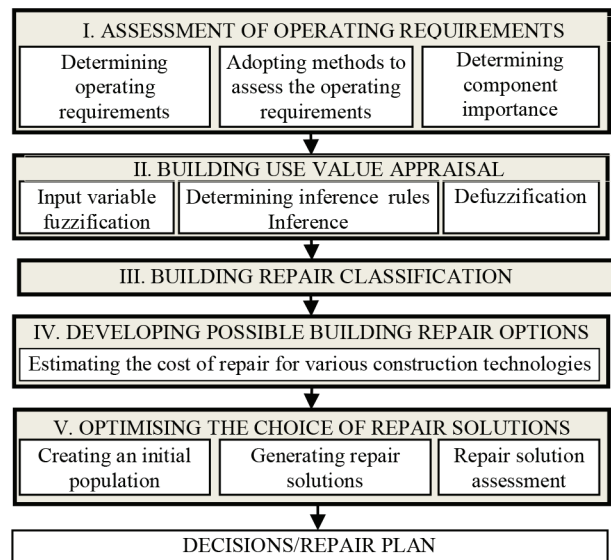 I. ASSESSMENT OF OPERATING REQUIREMENTS
Determining
operating
requirements
Adopting methods to
assess the operating
requirements
Determining
component
importance
II. BUILDING USE VALUE APPRAISAL
Input variable
fuzzification
Determining inference rules
Inference
Defuzzification
III. BUILDING REPAIR CLASSIFICATION
IV. DEVELOPING POSSIBLE BUILDING REPAIR OPTIONS
Estimating the cost of repair for various construction technologies
V. OPTIMISING THE CHOICE OF REPAIR SOLUTIONS
Creating an initial
population
Generating repair
solutions
Repair solution
assessment
DECISIONS/REPAIR PLAN